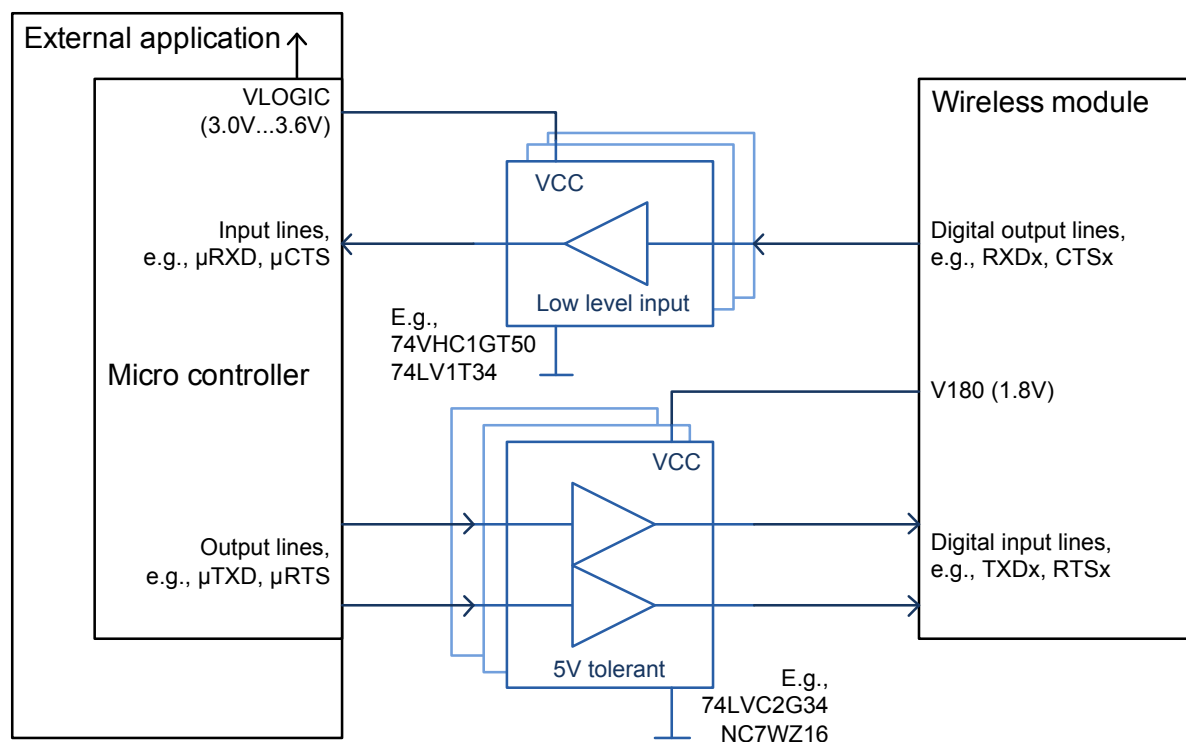 External application
VLOGIC
(3.0V...3.6V)
Wireless module
VCC
Input lines,
e.g., µRXD, µCTS
Digital output lines,
e.g., RXDx, CTSx
Low level input
E.g.,
74VHC1GT50
74LV1T34
Micro controller
V180 (1.8V)
VCC
Output lines,
e.g., µTXD, µRTS
Digital input lines,
e.g., TXDx, RTSx
5V tolerant
E.g.,
74LVC2G34
NC7WZ16